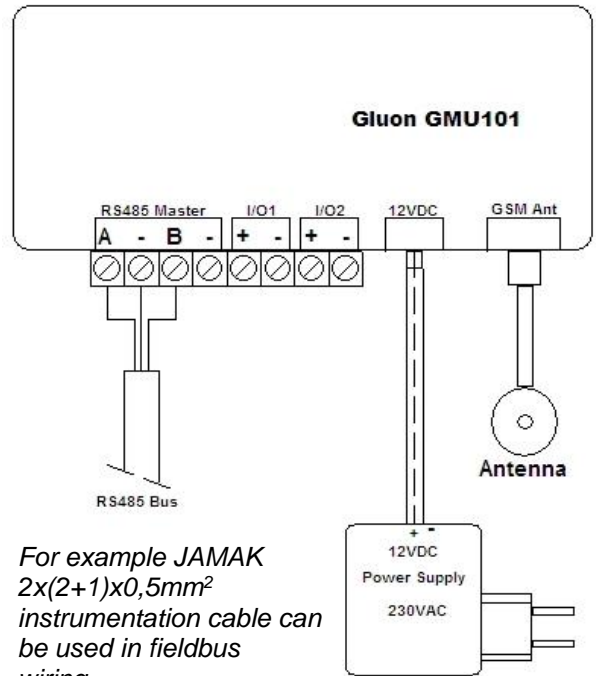 Gluon GMU101
RS485 Master I/O1 I/O2 12VDC GSM Ant
A - B - + - + -
Antenna
RS485 Bus
+ -
12VDC
Power Supply
230VAC
For example JAMAK
2x(2+1)x0,5mm²
instrumentation cable can
be used in fieldbus
wiring